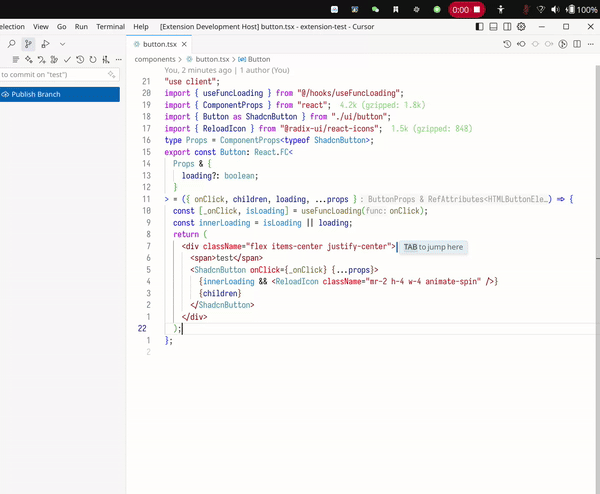 0:00
100%
election View Go Run Terminal Help
[Extension Development Host] button.tsx - extension-test - Cursor
button.tsx
components > button.tsx > Button
to commit on "test")
Publish Branch
You, 2 minutes ago | 1 author (You)
21 "use client";
20 import { useFuncLoading } from "@/hooks/useFuncLoading";
19 import { ComponentProps } from "react"; 4.2k (gzipped: 1.8k)
18 import { Button as ShadcnButton } from "./ui/button";
17 import { ReloadIcon } from "@radix-ui/react-icons"; 1.5k (gzipped: 848)
16 type Props = ComponentProps<typeof ShadcnButton>;
15 export const Button: React.FC<
14 Props & {
13 loading?: boolean;
12 }
11 > = ({ onClick, children, loading, ...props }: ButtonProps & RefAttributes<HTMLButtonEle…) => {
10 const [_onClick, isLoading] = useFuncLoading(func: onClick);
9 const innerLoading = isLoading || loading;
8 return (
7 <div className="flex items-center justify-center"> TAB to jump here
6 <span>test</span>
5 <ShadcnButton onClick={_onClick} {...props}>
4 {innerLoading && <ReloadIcon className="mr-2 h-4 w-4 animate-spin" />}
3 {children}
2 </ShadcnButton>
1 </div>
22 );
1 };
2